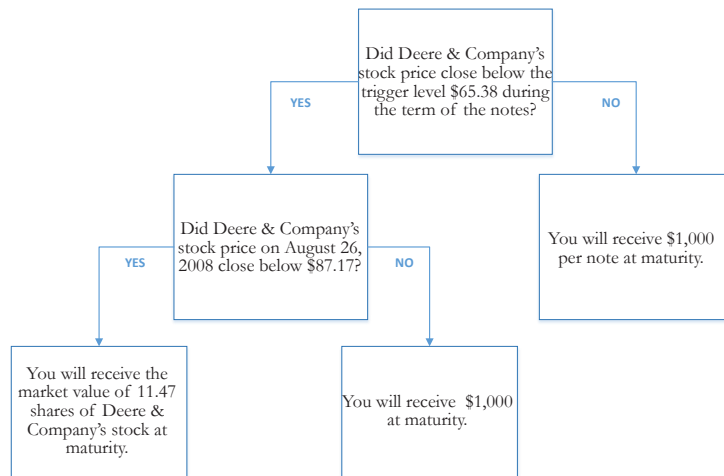 Did Deere & Company's
stock price close below the
trigger level $65.38 during
the term of the notes?
YES
NO
Did Deere & Company's
stock price on August 26,
2008 close below $87.17?
You will receive $1,000
per note at maturity.
YES
NO
You will receive the
market value of 11.47
shares of Deere &
Company's stock at
maturity.
You will receive $1,000
at maturity.